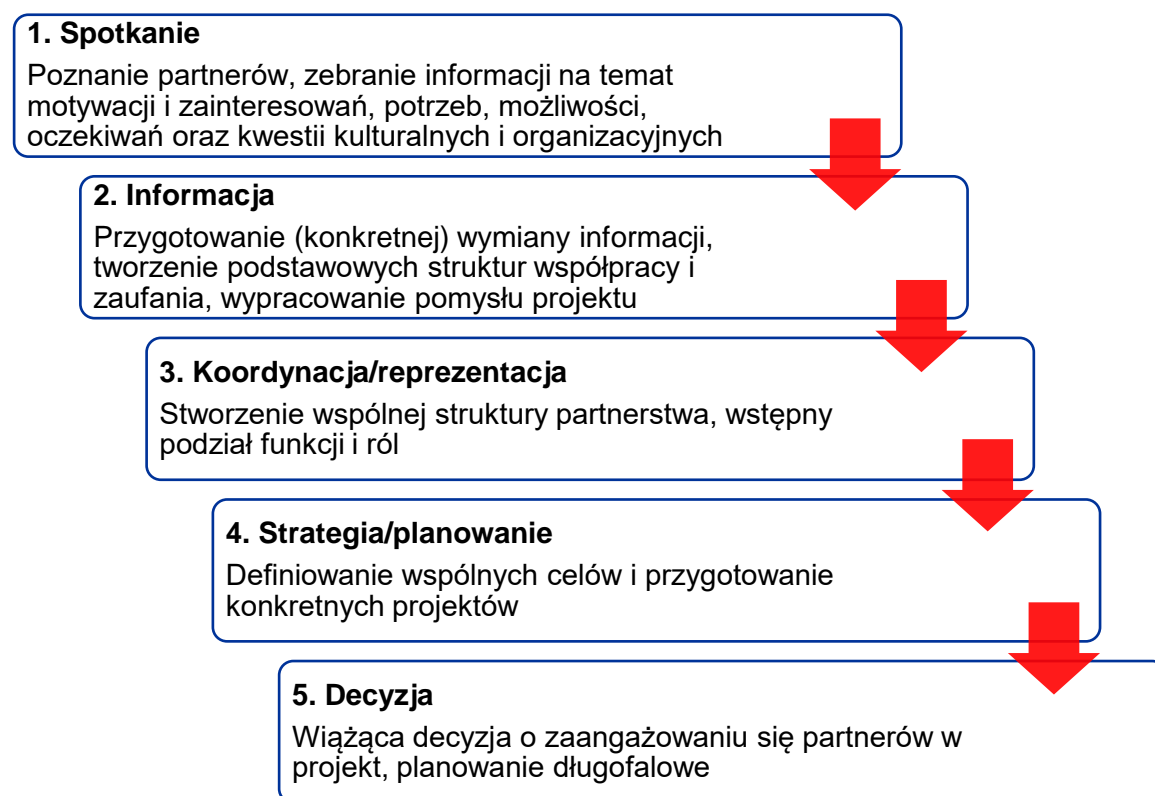 1. Spotkanie
Poznanie partnerów, zebranie informacji na temat
motywacji i zainteresowań, potrzeb, możliwości,
oczekiwań oraz kwestii kulturalnych i organizacyjnych
2. Informacja
Przygotowanie (konkretnej) wymiany informacji,
tworzenie podstawowych struktur współpracy i
zaufania, wypracowanie pomysłu projektu
3. Koordynacja/reprezentacja
Stworzenie wspólnej struktury partnerstwa, wstępny
podział funkcji i ról
4. Strategia/planowanie
Definiowanie wspólnych celów i przygotowanie
konkretnych projektów
5. Decyzja
Wiążąca decyzja o zaangażowaniu się partnerów w
projekt, planowanie długofalowe